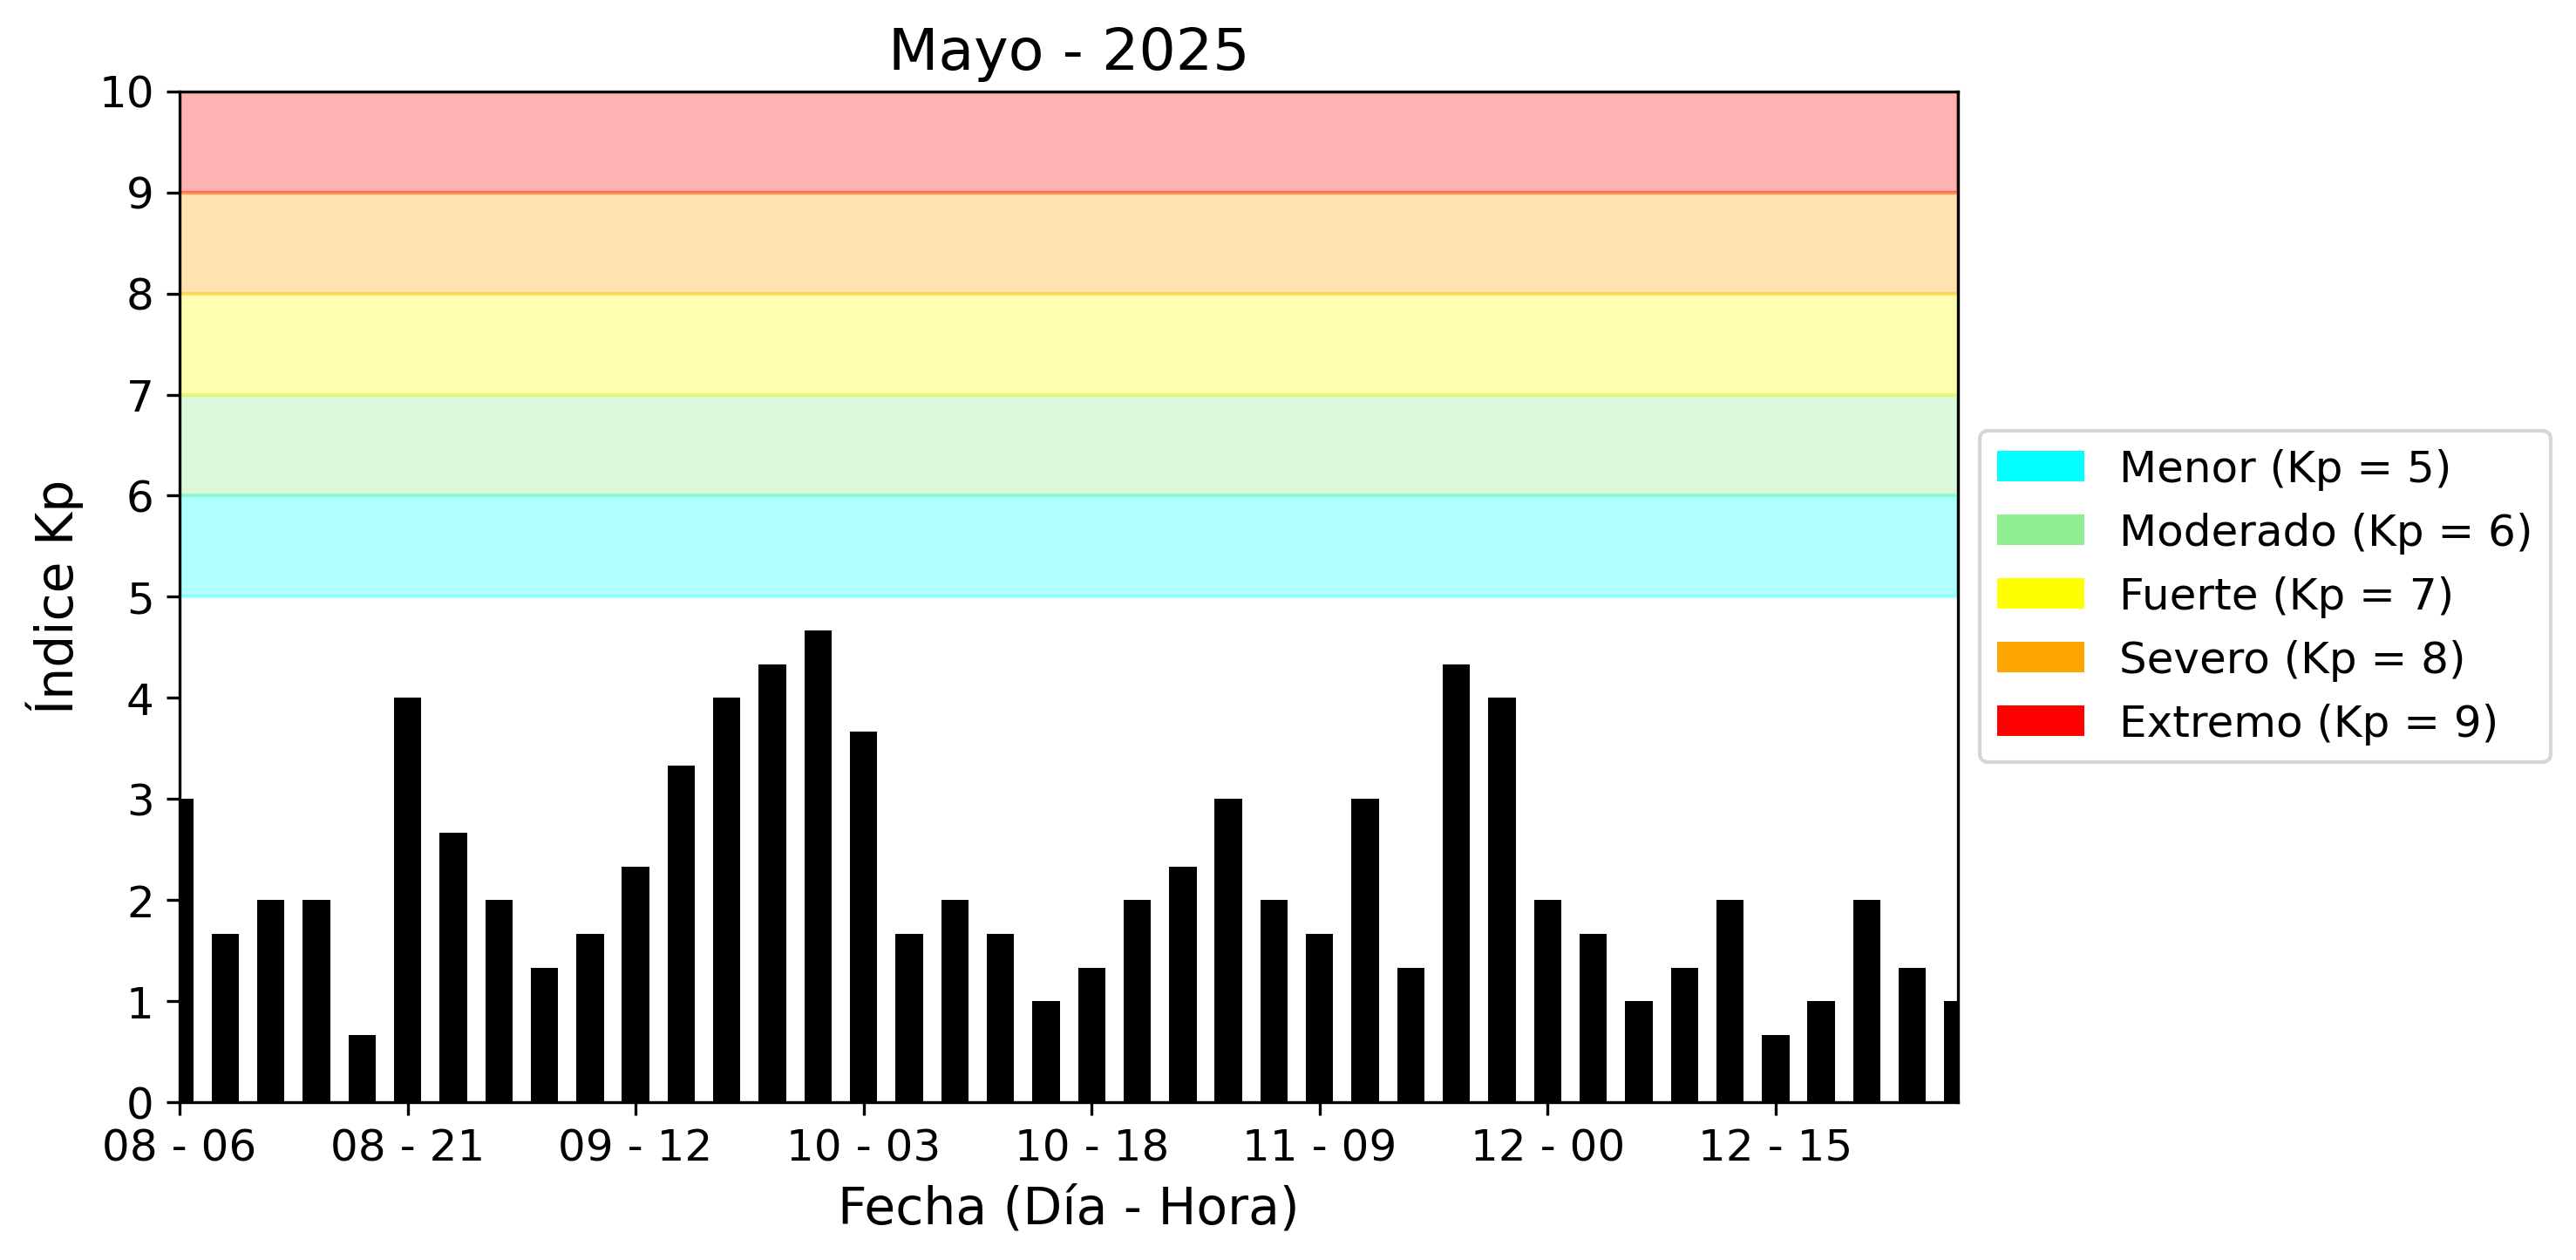 Mayo - 2025
10
9
8
7
6
5
4
3
2
1
0
Índice Kp
08 - 06
08 - 21
09 - 12
10 - 03
10 - 18
11 - 09
12 - 00
12 - 15
Fecha (Día - Hora)
Menor (Kp = 5)
Moderado (Kp = 6)
Fuerte (Kp = 7)
Severo (Kp = 8)
Extremo (Kp = 9)